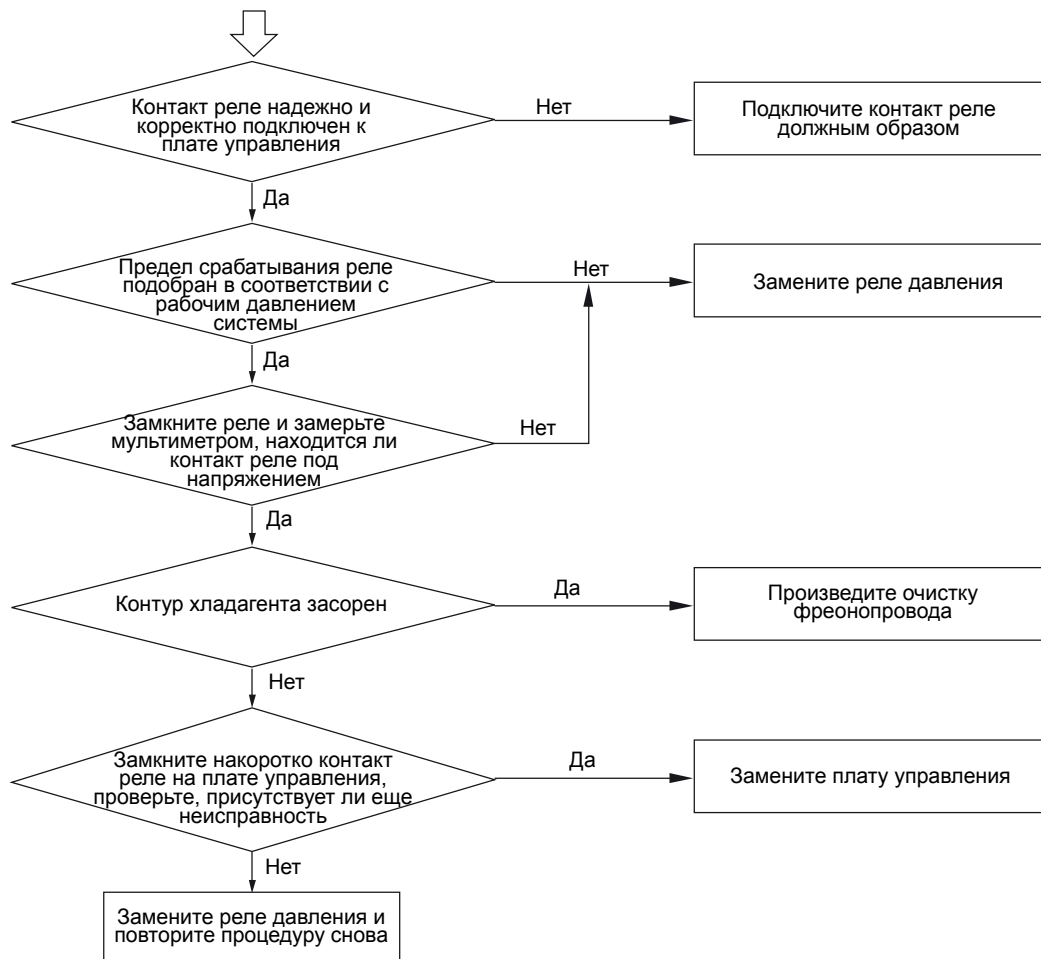 Контакт реле надежно и
корректно подключен к
плате управления
Нет
Подключите контакт реле
должным образом
Да
Предел срабатывания реле
подобран в соответствии с
рабочим давлением
системы
Нет
Замените реле давления
Да
Замкните реле и замерьте
мультиметром, находится ли
контакт реле под
напряжением
Нет
Да
Контур хладагента засорен
Да
Произведите очистку
фреонопровода
Нет
Замкните накоротко контакт
реле на плате управления,
проверьте, присутствует ли еще
неисправность
Да
Замените плату управления
Нет
Замените реле давления и
повторите процедуру снова